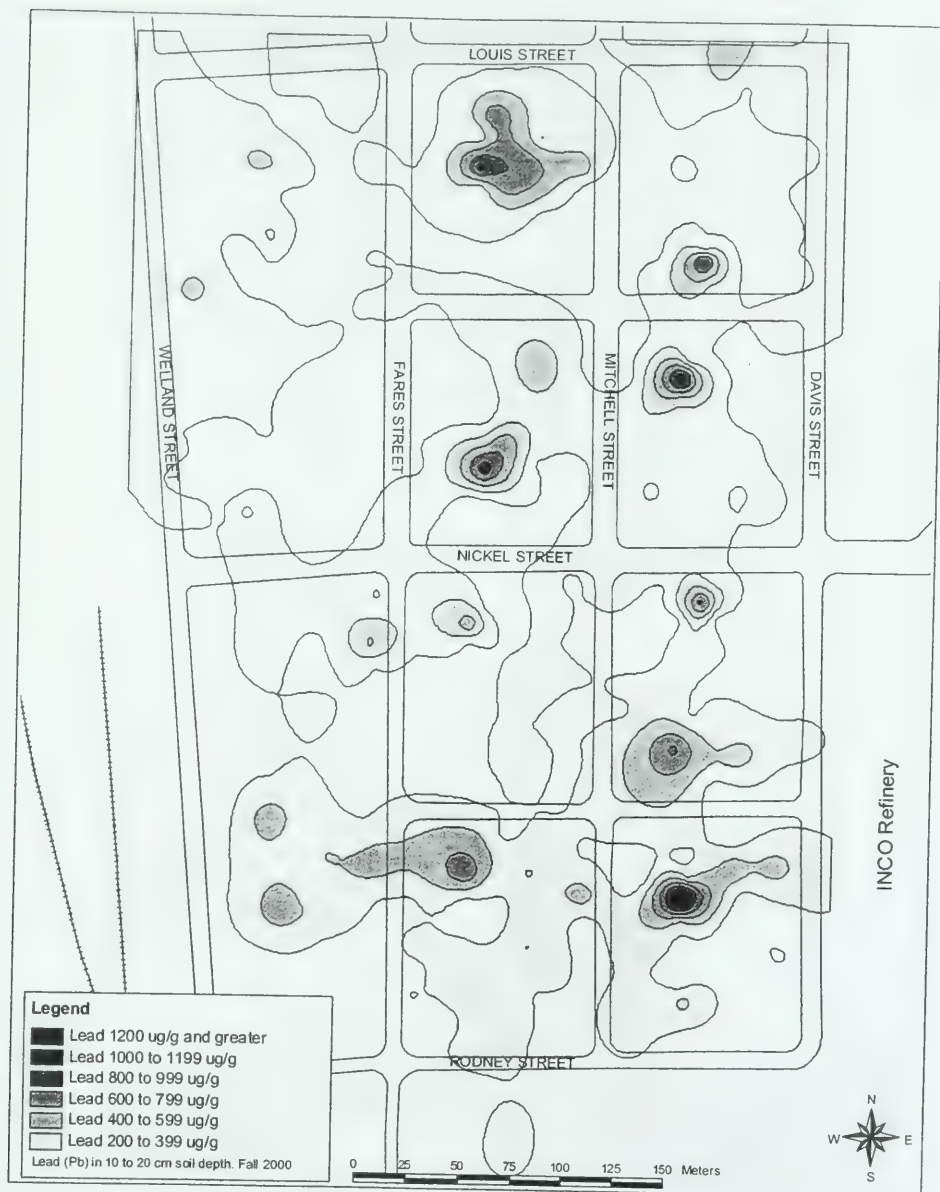 LOUIS STREET
WELLAND STREET
FARES STREET
MITCHELL STREET
DAVIS STREET
NICKEL STREET
INCO Refinery
RODNEY STREET
Legend
Lead 1200 ug/g and greater
Lead 1000 to 1199 ug/g
Lead 800 to 999 ug/g
Lead 600 to 799 ug/g
Lead 400 to 599 ug/g
Lead 200 to 399 ug/g
Lead (Pb) in 10 to 20 cm soil depth. Fall 2000
0 25 50 75 100 125 150 Meters
N
W E
S